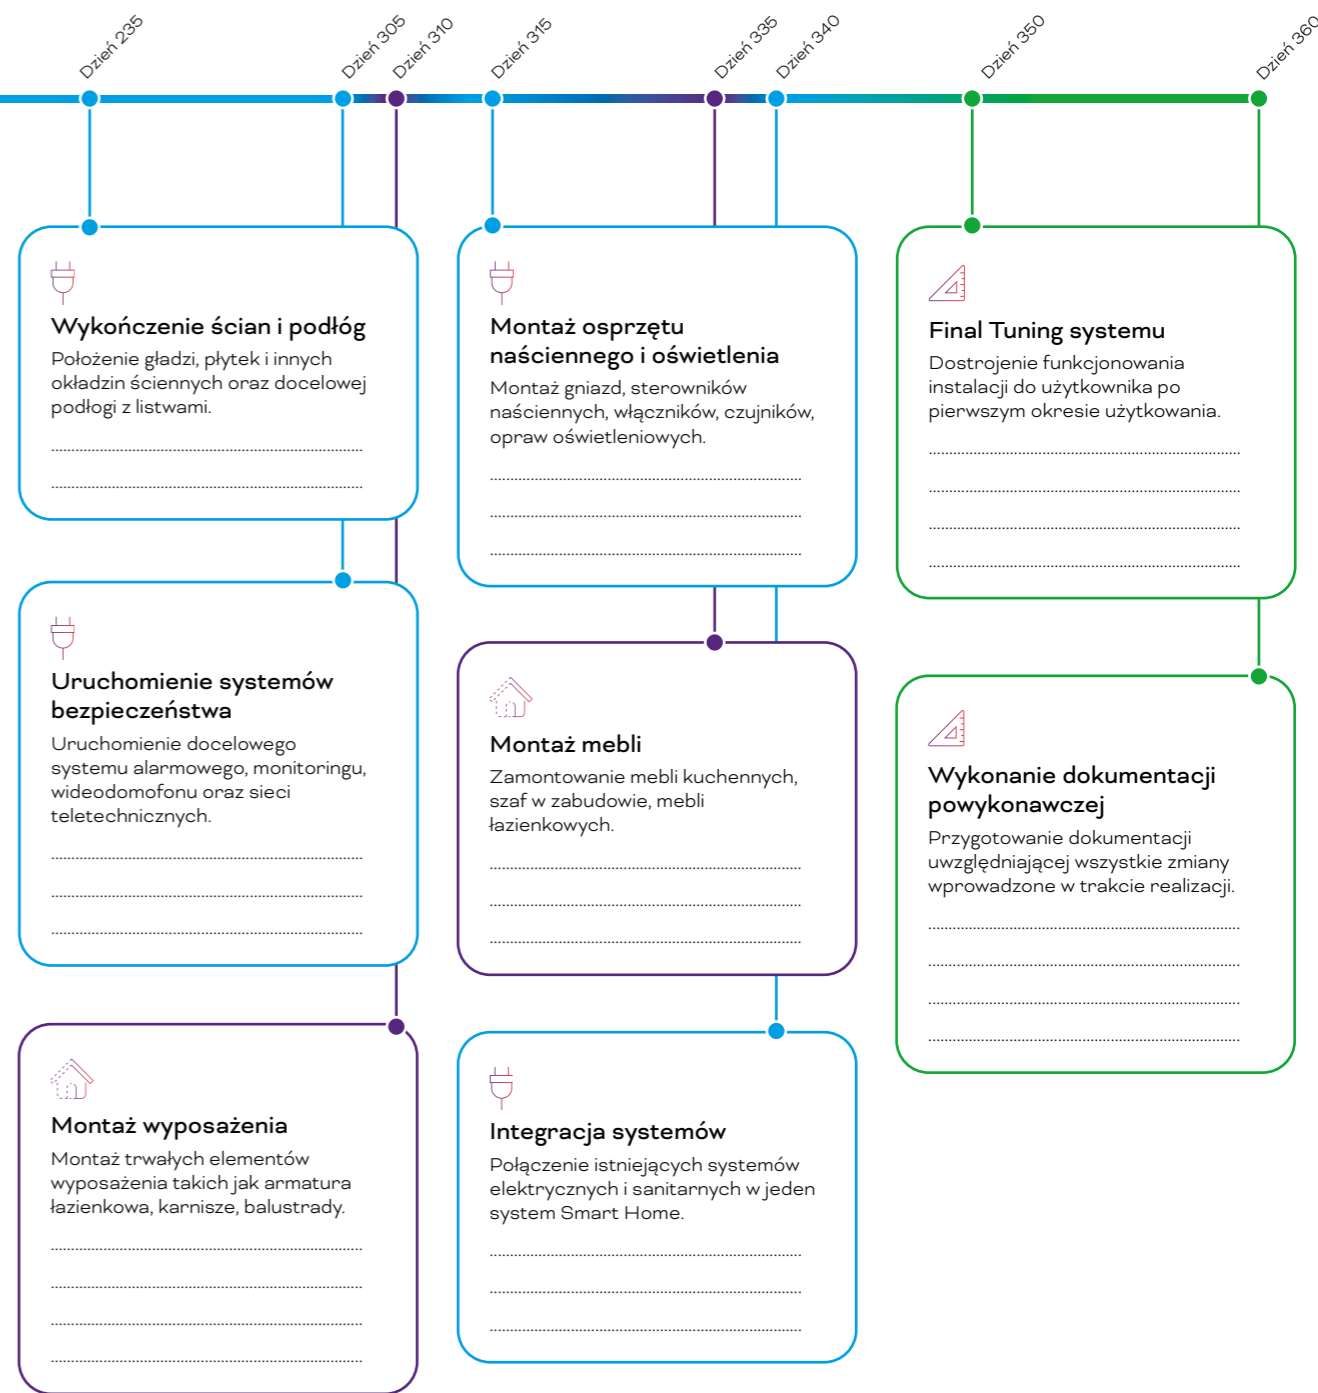 Dzień 235
Dzień 305
Dzień 310
Dzień 315
Dzień 335
Dzień 340
Dzień 350
Dzień 360
Wykończenie ścian i podłóg
Położenie gładzi, płytek i innych
okładzin ściennych oraz docelowej
podłogi z listwami.
Uruchomienie systemów
bezpieczeństwa
Uruchomienie docelowego
systemu alarmowego, monitoringu,
wideodomofonu oraz sieci
teletechnicznych.
Montaż wyposażenia
Montaż trwałych elementów
wyposażenia takich jak armatura
łazienkowa, karnisze, balustrady.
Montaż osprzętu
naściennego i oświetlenia
Montaż gniazd, sterowników
naściennych, włączników, czujników,
opraw oświetleniowych.
Montaż mebli
Zamontowanie mebli kuchennych,
szaf w zabudowie, mebli
łazienkowych.
Integracja systemów
Połączenie istniejących systemów
elektrycznych i sanitarnych w jeden
system Smart Home.
Final Tuning systemu
Dostrojenie funkcjonowania
instalacji do użytkownika po
pierwszym okresie użytkowania.
Wykonanie dokumentacji
powykonawczej
Przygotowanie dokumentacji
uwzględniającej wszystkie zmiany
wprowadzone w trakcie realizacji.